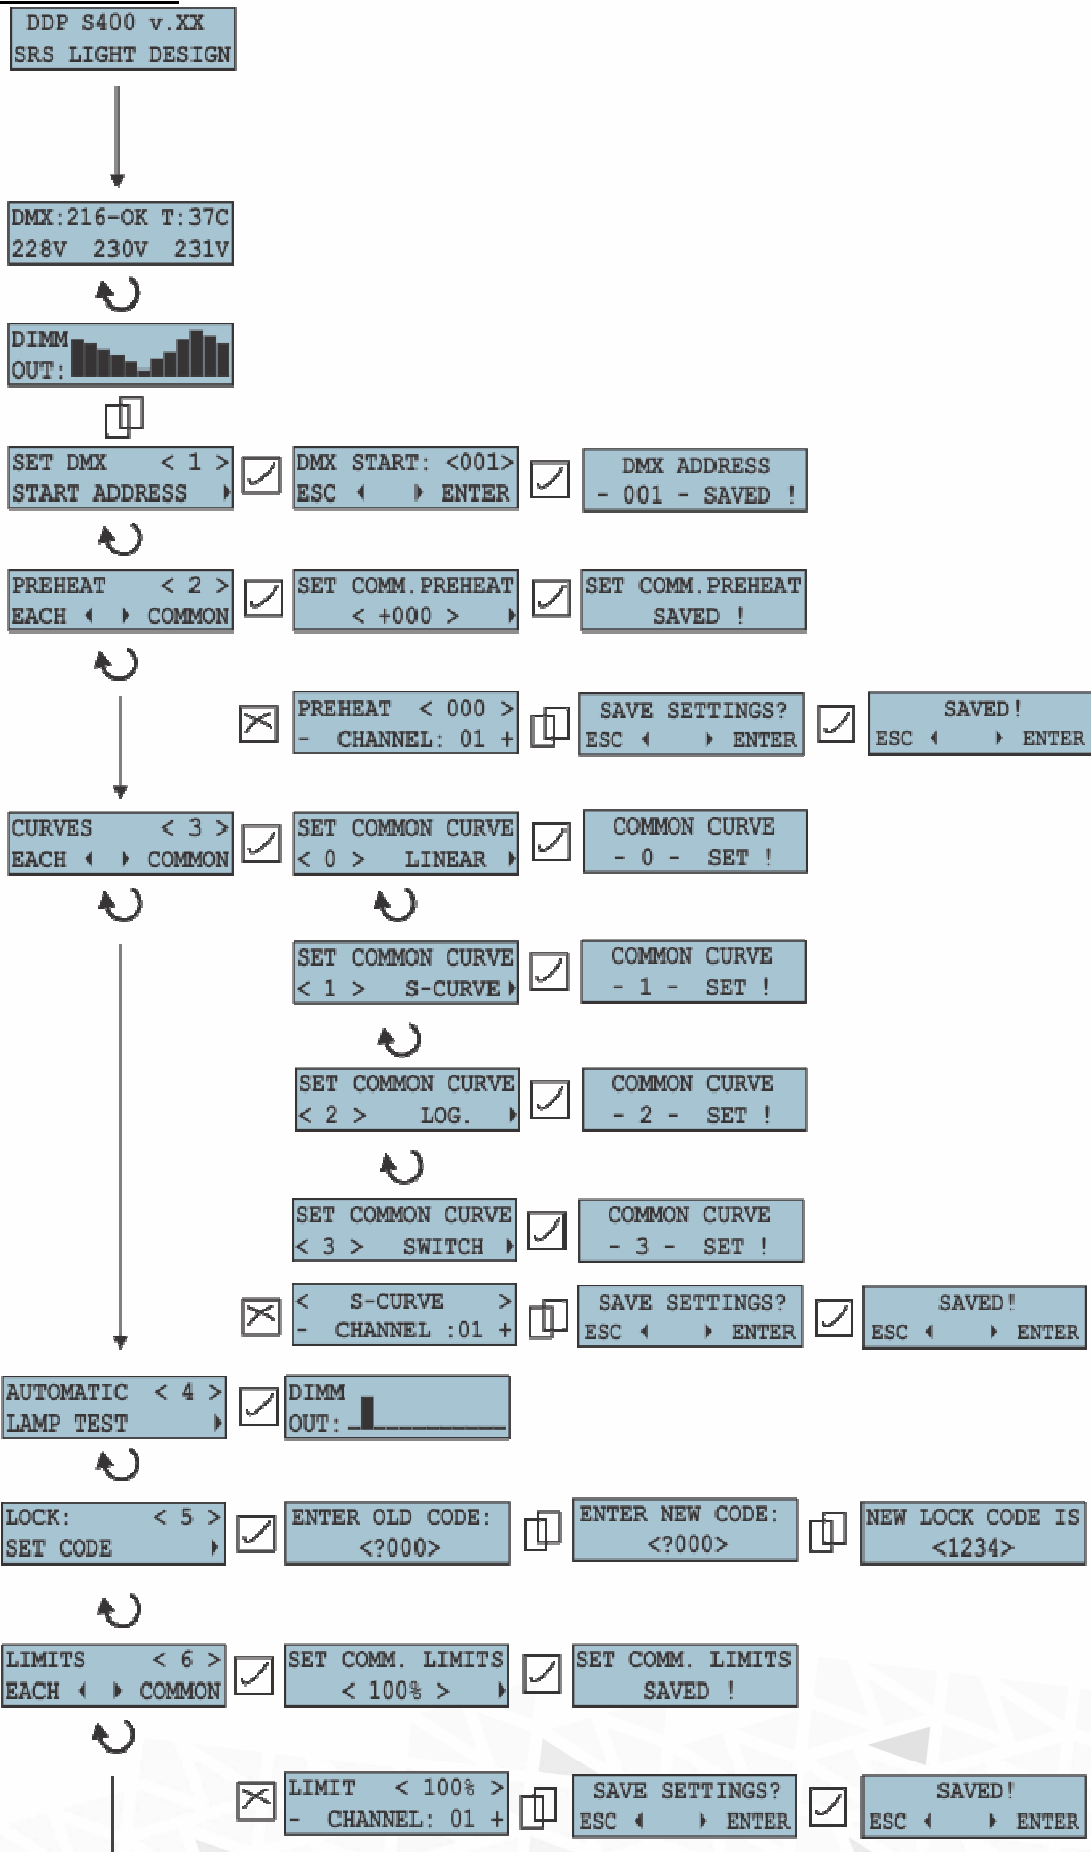 DDP S400 v.XX
SRS LIGHT DESIGN
DMX:216-OK T:37C
228V 230V 231V
DIMM
OUT:
SET DMX < 1 >
START ADDRESS
DMX START: <001>
ESC ENTER
DMX ADDRESS
- 001 - SAVED !
PREHEAT < 2 >
EACH COMMON
SET COMM.PREHEAT
< +000 >
SET COMM.PREHEAT
SAVED !
PREHEAT < 000 >
- CHANNEL: 01 +
SAVE SETTINGS?
ESC ENTER
SAVED!
ESC ENTER
CURVES < 3 >
EACH COMMON
SET COMMON CURVE
< 0 > LINEAR
COMMON CURVE
- 0 - SET !
SET COMMON CURVE
< 1 > S-CURVE
COMMON CURVE
- 1 - SET !
SET COMMON CURVE
< 2 > LOG.
COMMON CURVE
- 2 - SET !
SET COMMON CURVE
< 3 > SWITCH
COMMON CURVE
- 3 - SET !
< S-CURVE >
- CHANNEL :01 +
SAVE SETTINGS?
ESC ENTER
SAVED!
ESC ENTER
AUTOMATIC < 4 >
LAMP TEST
DIMM
OUT:
LOCK: < 5 >
SET CODE
ENTER OLD CODE:
<?000>
ENTER NEW CODE:
<?000>
NEW LOCK CODE IS
<1234>
LIMITS < 6 >
EACH COMMON
SET COMM. LIMITS
< 100% >
SET COMM. LIMITS
SAVED !
LIMIT < 100% >
- CHANNEL: 01 +
SAVE SETTINGS?
ESC ENTER
SAVED!
ESC ENTER